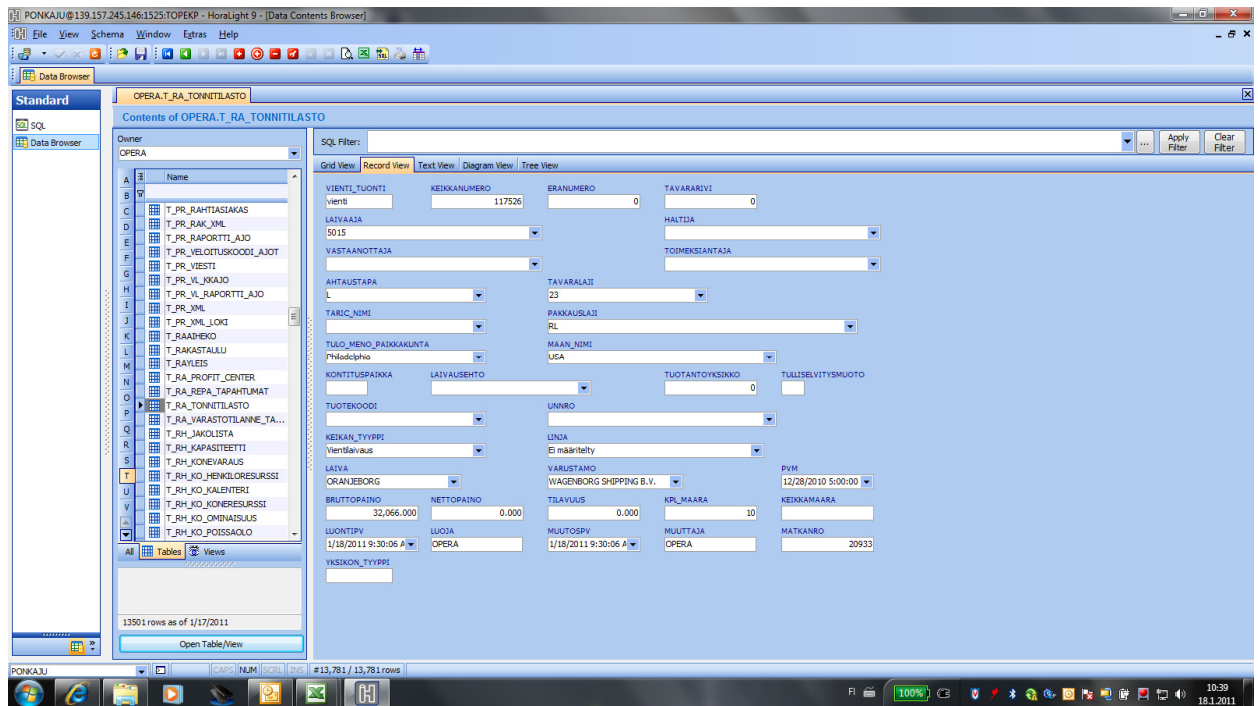 PONKAJU@139.157.245.146:1525:TOPEKP - HoraLight 9 - [Data Contents Browser]
File View Schema Window Extras Help
Data Browser
Standard
SQL
Data Browser
OPERA.T_RA_TONNITILASTO
Contents of OPERA.T_RA_TONNITILASTO
Owner
OPERA
Name
A
B
C
D
E
F
G
H
I
J
K
L
M
N
O
P
Q
R
S
T
U
V
T_PR_RAHTIASIAKAS
T_PR_RAK_XML
T_PR_RAPORTTI_AJO
T_PR_VELOITUSKOODI_AJOT
T_PR_VIESTI
T_PR_VL_KKAJO
T_PR_VL_RAPORTTI_AJO
T_PR_XML
T_PR_XML_LOKI
T_RAAIHEKO
T_RAKASTAULU
T_RAYLEIS
T_RA_PROFIT_CENTER
T_RA_REPA_TAPAHTUMAT
T_RA_TONNITILASTO
T_RA_VARASTOTILANNE_TA...
T_RH_JAKOLISTA
T_RH_KAPASITEETTI
T_RH_KONEVARAUS
T_RH_KO_HENKILORESURSSI
T_RH_KO_KALENTERI
T_RH_KO_KONERESURSSI
T_RH_KO_OMINAISUUS
T_RH_KO_POISSAOLO
All Tables Views
13501 rows as of 1/17/2011
Open Table/View
SQL Filter: ... Apply Filter Clear Filter
Grid View Record View Text View Diagram View Tree View
VIENTI_TUONTI KEIKKANUMERO ERANUMERO TAVARARIVI
vienti 117526 0 0
LAIVAAJA HALTIJA
5015
VASTAANOTTAJA TOIMEKSIANTAJA
AHTAUSTAPA TAVARALAJI
L 23
TARIC_NIMI PAKKAUSLAJI
RL
TULO_MENO_PAIKKAKUNTA MAAN_NIMI
Philadelphia USA
KONTITUSPAIKKA LAIVAUSEHTO TUOTANTOYKSIKKO TULLISELVITYSMUOTO
0
TUOTEKOODI UNNRO
KEIKAN_TYYPPI LINJA
Vientilaivaus Ei määritelty
LAIVA VARUSTAMO PVM
ORANJEBORG WAGENBORG SHIPPING B.V. 12/28/2010 5:00:00
BRUTTOPAINO NETTOPAINO TILAVUUS KPL_MAARA KEIKKAMAARA
32,066.000 0.000 0.000 10
LUONTIPV LUOJA MUUTOSPV MUUTTAJA MATKANRO
1/18/2011 9:30:06 A OPERA 1/18/2011 9:30:06 A OPERA 20933
YKSIKON_TYYPPI
PONKAJU CAPS NUM SCRL INS #13,781 / 13,781 rows
FI 100% 10:39
18.1.2011